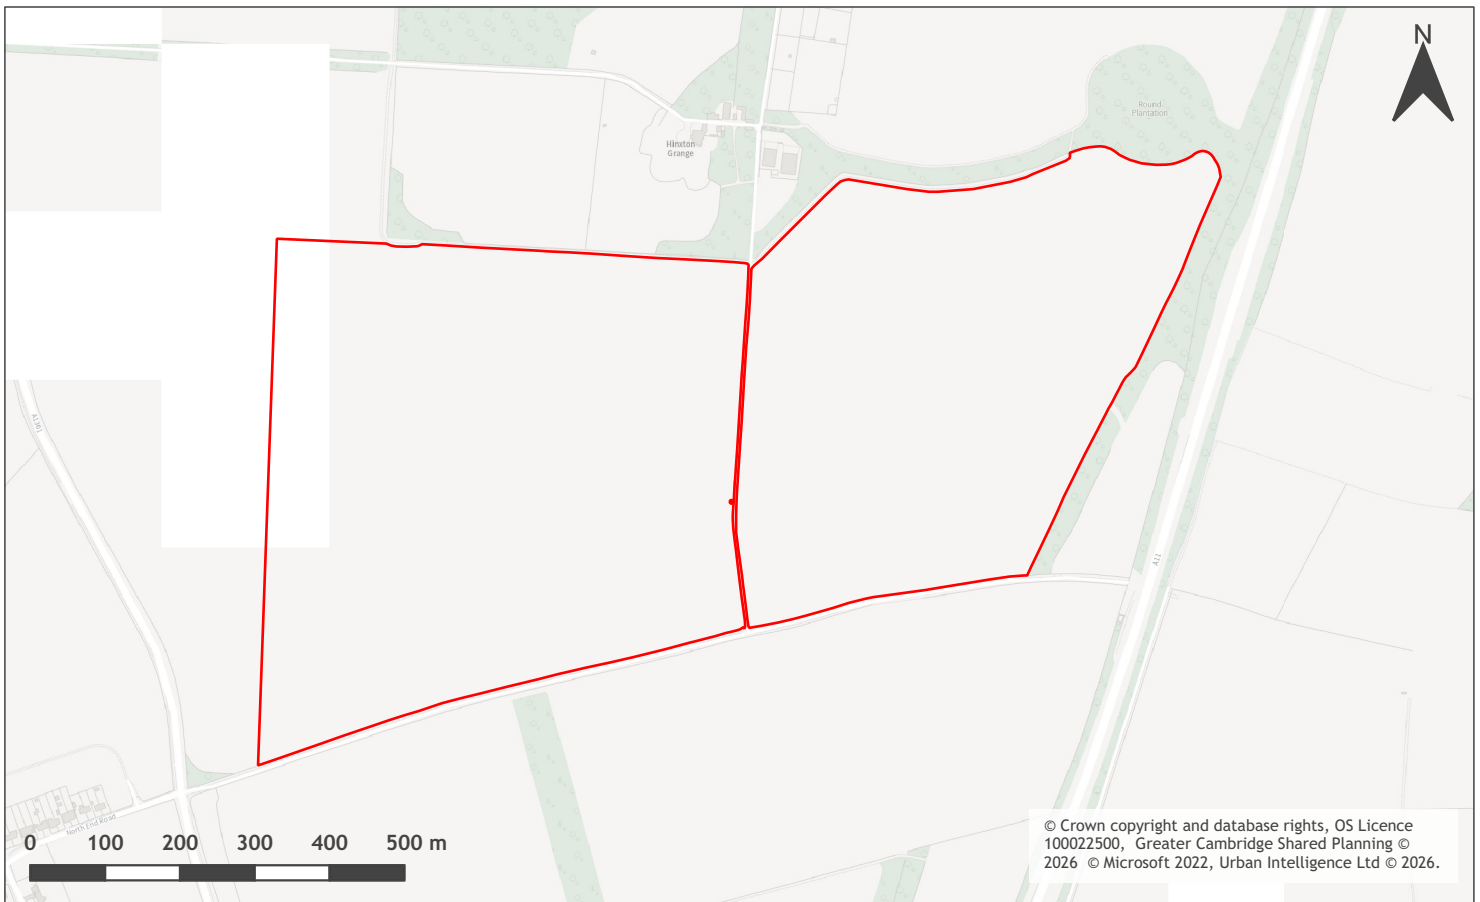 N
Round
Plantation
Hinxton
Grange
A1301
A11
North End Road
0 100 200 300 400 500 m
© Crown copyright and database rights, OS Licence
100022500, Greater Cambridge Shared Planning ©
2026 © Microsoft 2022, Urban Intelligence Ltd © 2026.